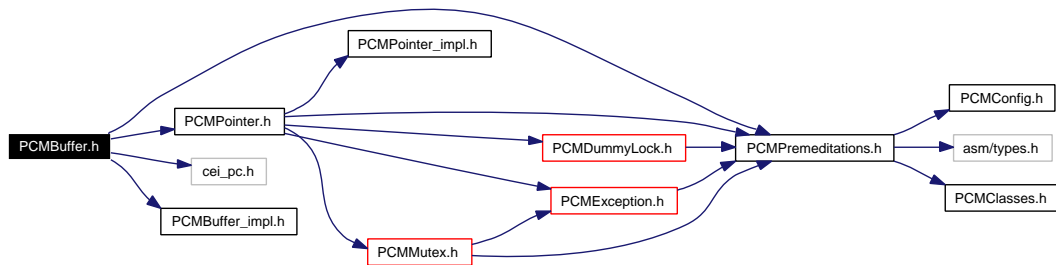 PCMBuffer.h
PCMPointer.h
cei_pc.h
PCMBuffer_impl.h
PCMPointer_impl.h
PCMMutex.h
PCMDummyLock.h
PCMException.h
PCMPremeditations.h
PCMConfig.h
asm/types.h
PCMClasses.h